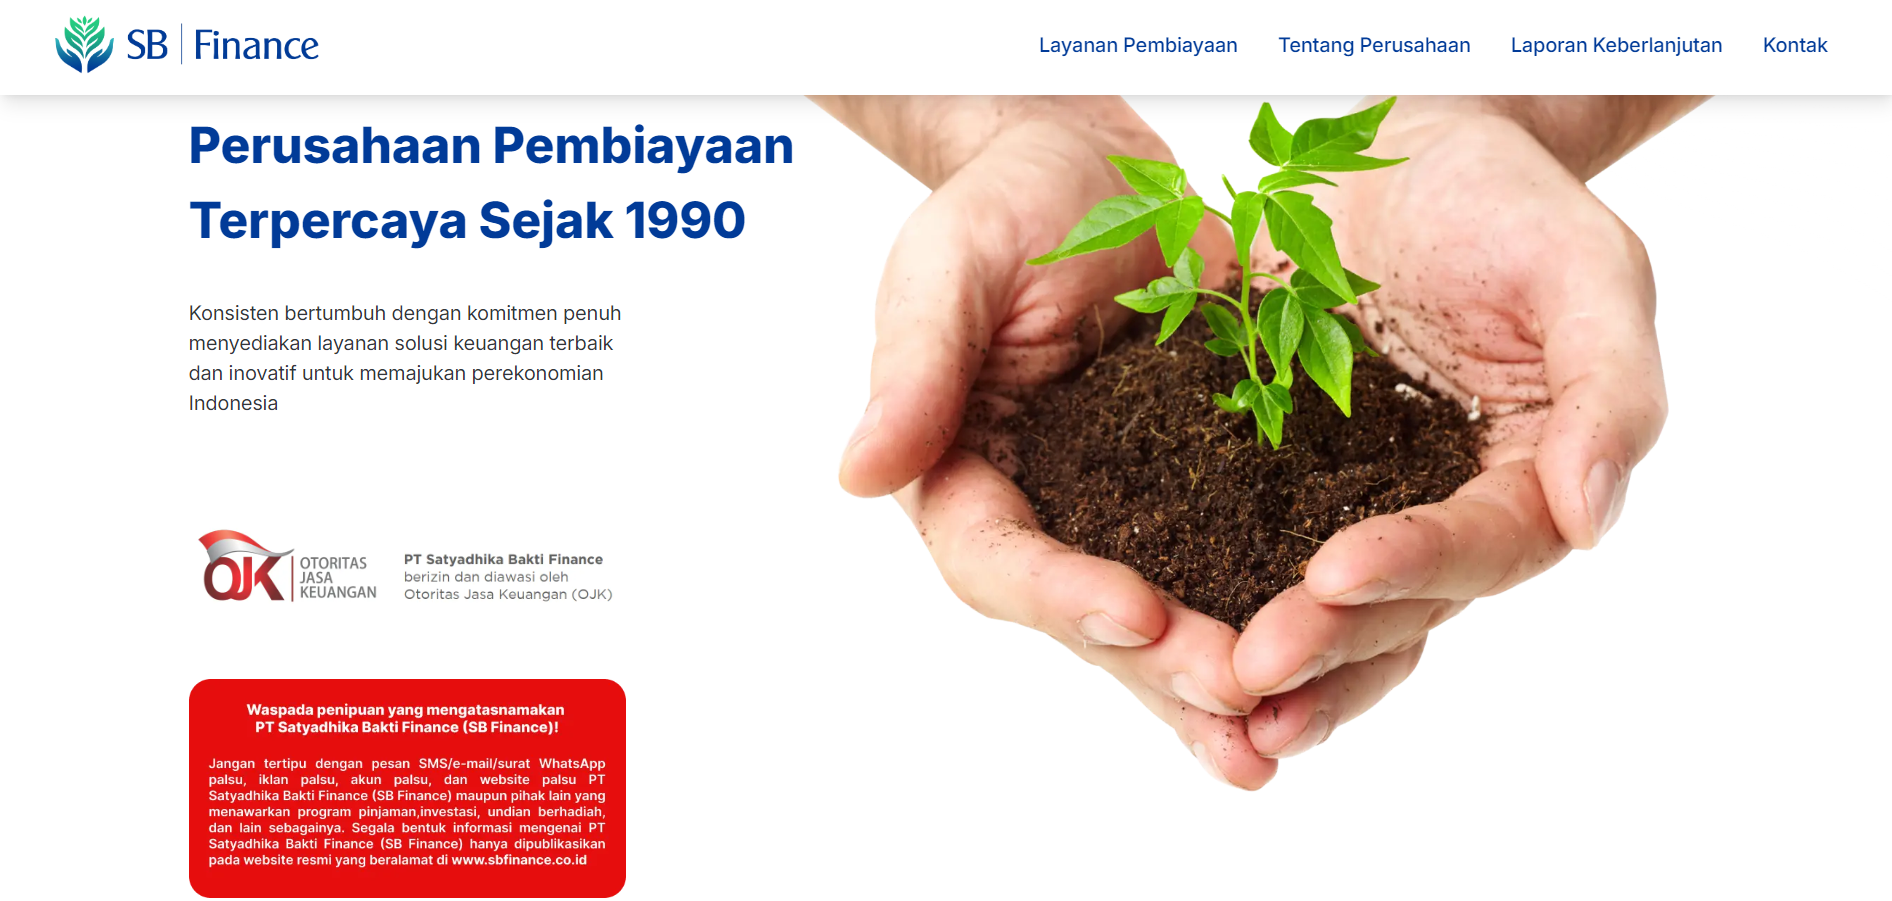 SB | Finance
Layanan Pembiayaan
Tentang Perusahaan
Laporan Keberlanjutan
Kontak
Perusahaan Pembiayaan
Terpercaya Sejak 1990
Konsisten bertumbuh dengan komitmen penuh
menyediakan layanan solusi keuangan terbaik
dan inovatif untuk memajukan perekonomian
Indonesia
OJK
OTORITAS
JASA
KEUANGAN
PT Satyadhika Bakti Finance
berizin dan diawasi oleh
Otoritas Jasa Keuangan (OJK)
Waspada penipuan yang mengatasnamakan
PT Satyadhika Bakti Finance (SB Finance)!
Jangan tertipu dengan pesan SMS/e-mail/surat WhatsApp
palsu, iklan palsu, akun palsu, dan website palsu PT
Satyadhika Bakti Finance (SB Finance) maupun pihak lain yang
menawarkan program pinjaman,investasi, undian berhadiah,
dan lain sebagainya. Segala bentuk informasi mengenai PT
Satyadhika Bakti Finance (SB Finance) hanya dipublikasikan
pada website resmi yang beralamat di www.sbfinance.co.id